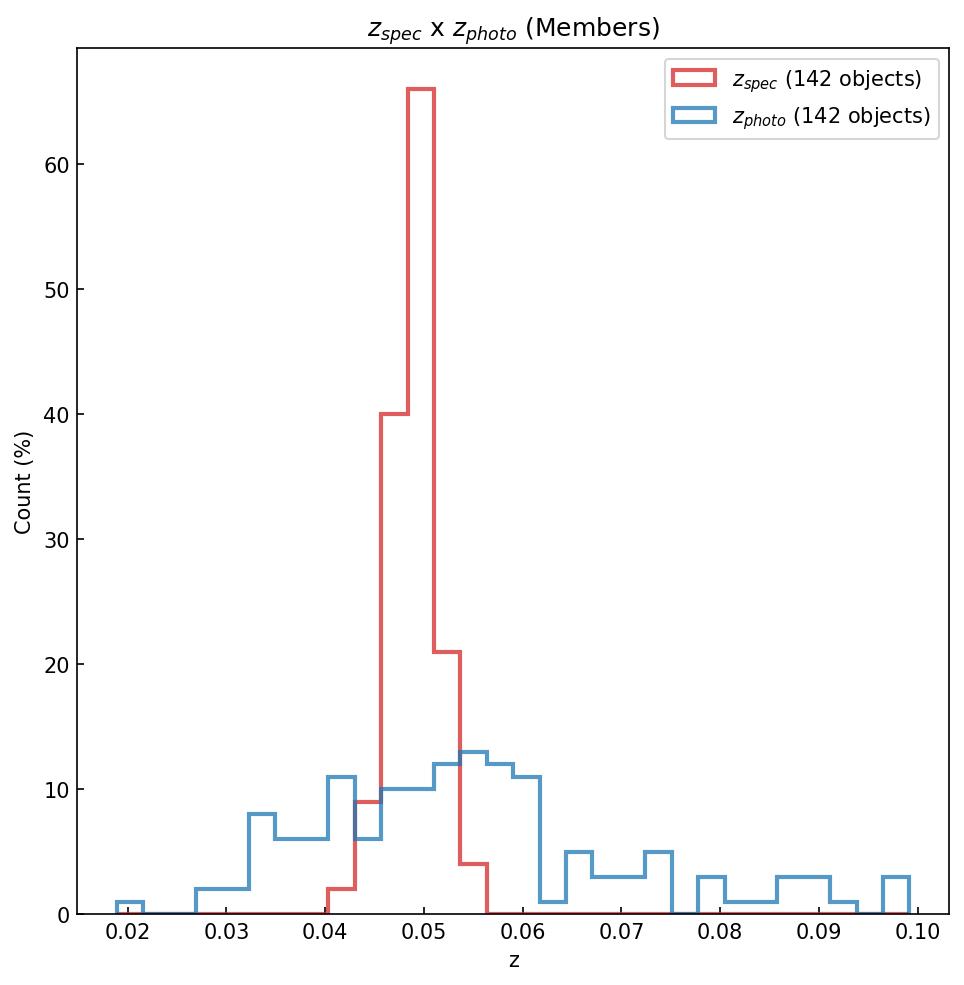 z_spec x z_photo (Members)
z_spec (142 objects)
z_photo (142 objects)
Count (%)
60
50
40
30
20
10
0
0.02 0.03 0.04 0.05 0.06 0.07 0.08 0.09 0.10
z